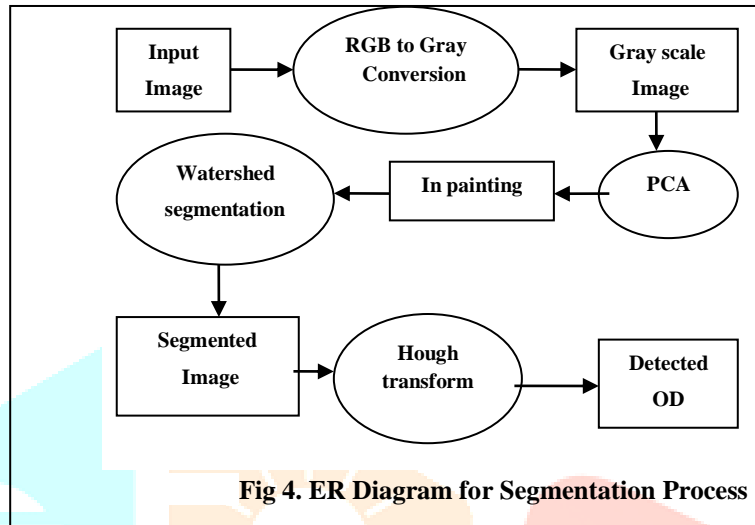 Input
Image
RGB to Gray
Conversion
Gray scale
Image
PCA
In painting
Watershed
segmentation
Segmented
Image
Hough
transform
Detected
OD
Fig 4. ER Diagram for Segmentation Process